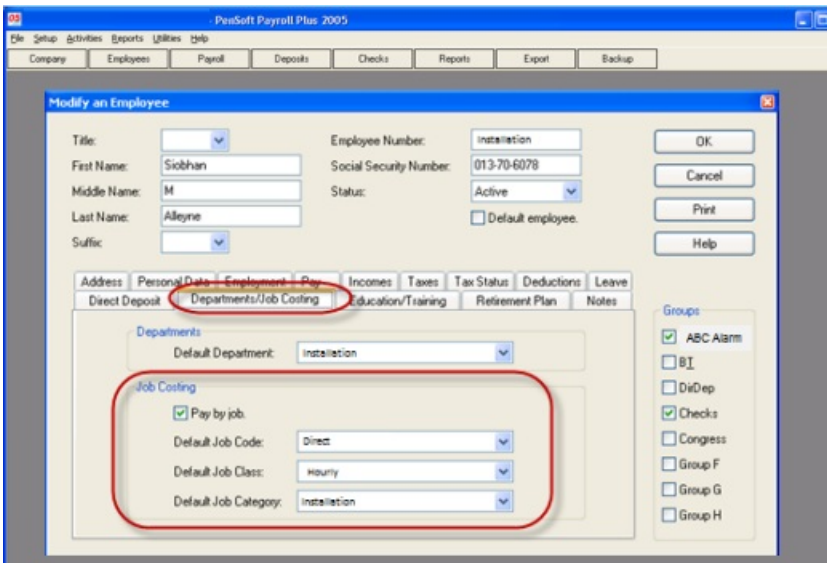 05 - PenSoft Payroll Plus 2005
File Setup Activities Reports Utilities Help
Company Employees Payroll Deposits Checks Reports Export Backup
Modify an Employee
Title: Employee Number: Installation OK
First Name: Siobhan Social Security Number: 013-70-6078 Cancel
Middle Name: M Status: Active
Last Name: Alleyne Default employee. Print
Suffix: Help
Address Personal Data Employment Pay Incomes Taxes Tax Status Deductions Leave
Direct Deposit Departments/Job Costing Education/Training Retirement Plan Notes
Groups
Departments
Default Department: Installation
ABC Alarm
BT
Job Costing
DirDep
Pay by job.
Checks
Default Job Code: Direct
Congress
Default Job Class: Hourly
Group F
Default Job Category: Installation
Group G
Group H